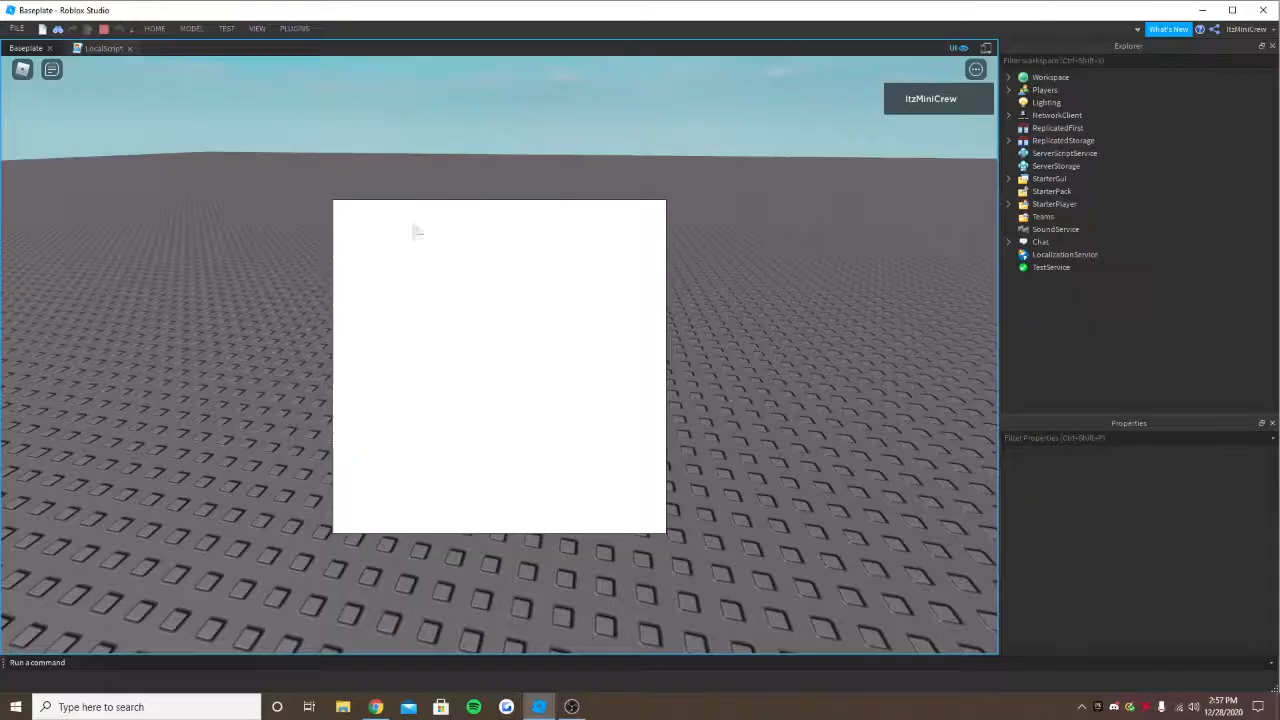 Baseplate - Roblox Studio
FILE HOME MODEL TEST VIEW PLUGINS What's New ItzMiniCrew
Baseplate LocalScript UI
Explorer
Filter workspace (Ctrl+Shift+X)
Workspace
Players
Lighting
NetworkClient
ReplicatedFirst
ReplicatedStorage
ServerScriptService
ServerStorage
StarterGui
StarterPack
StarterPlayer
Teams
SoundService
Chat
LocalizationService
TestService
ItzMiniCrew
Properties
Filter Properties (Ctrl+Shift+P)
Run a command
Type here to search
2:57 PM
12/28/2020